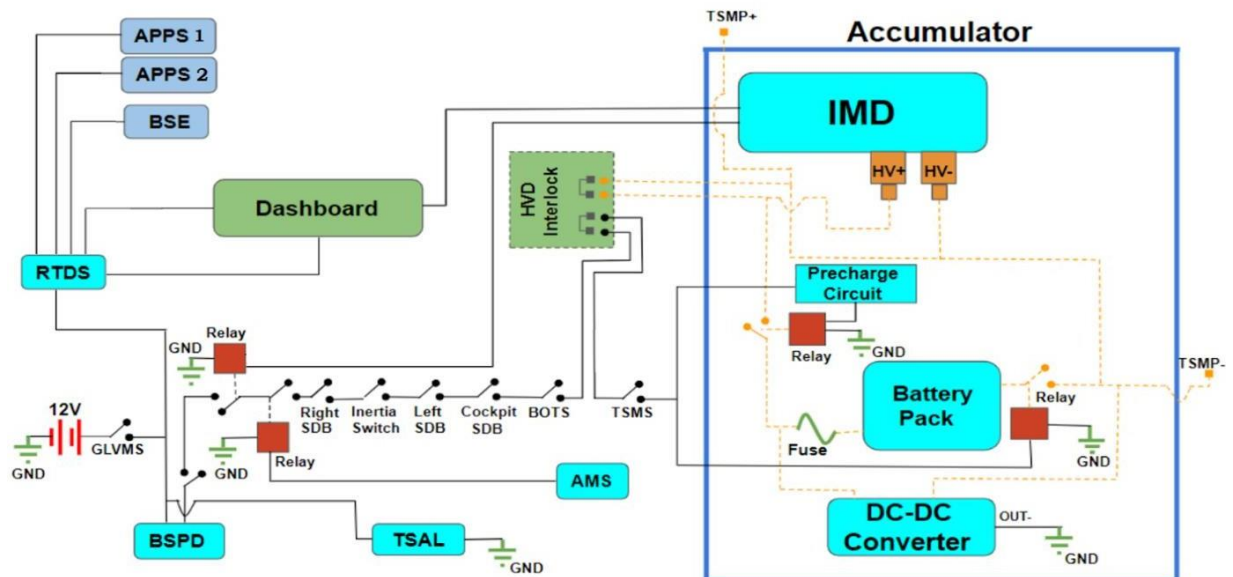 TSMP+
Accumulator
APPS 1
APPS 2
BSE
IMD
HV+
HV-
HVD
Interlock
Dashboard
RTDS
Precharge
Circuit
Relay
GND
Relay
GND
TSMP-
Battery
Pack
Relay
GND
12V
GND
GLVMS
Right
SDB
Inertia
Switch
Left
SDB
Cockpit
SDB
BOTS
TSMS
Fuse
GND
Relay
AMS
BSPD
TSAL
GND
DC-DC
Converter
OUT-
GND